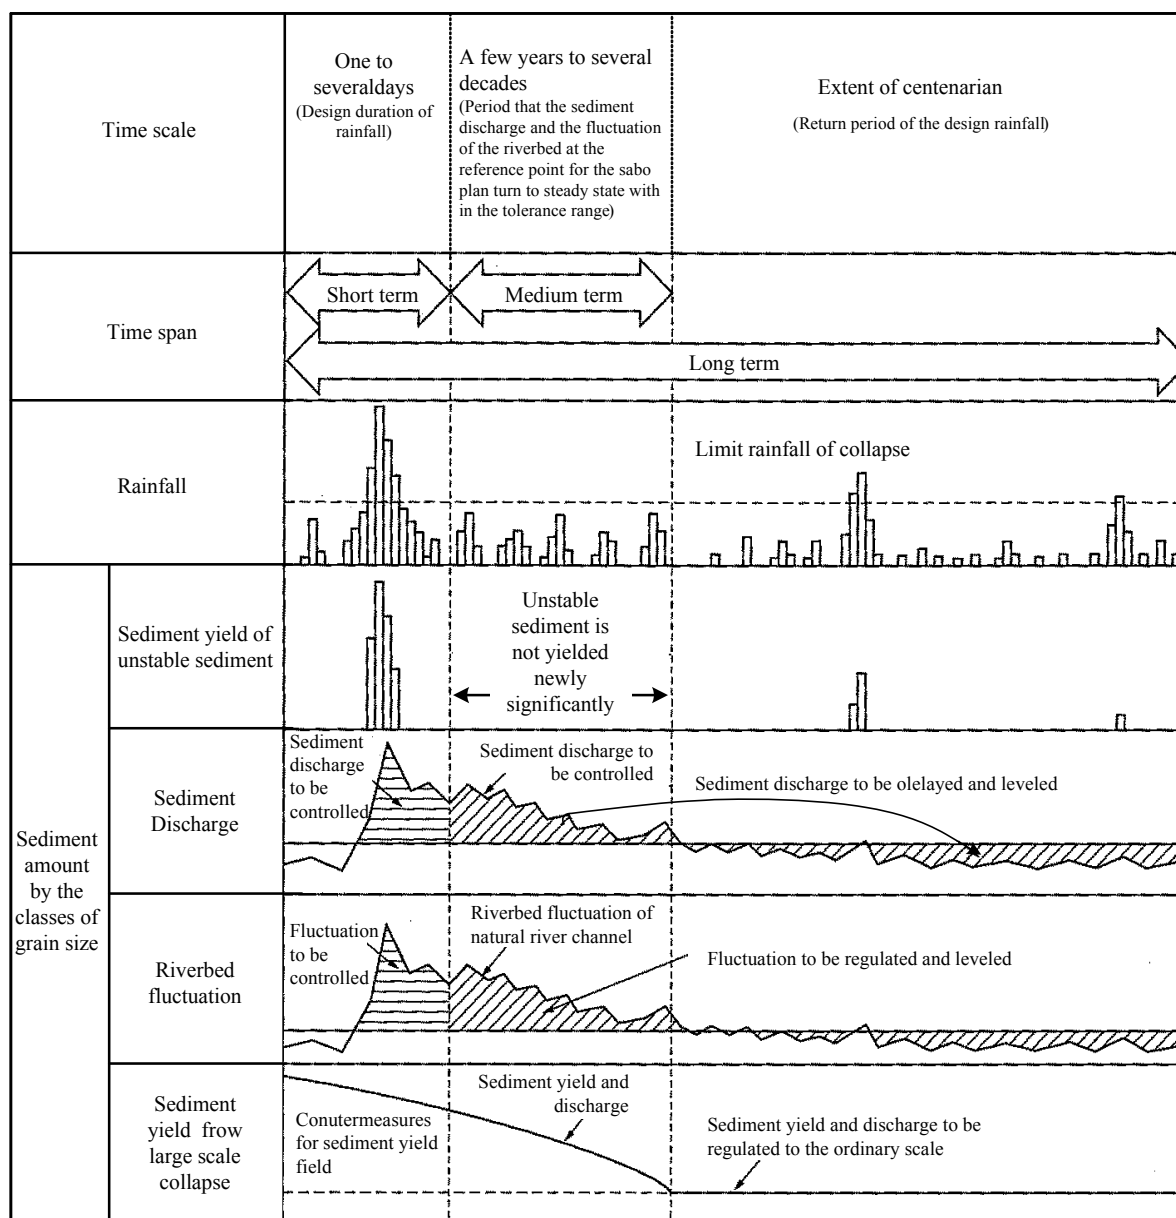 Time scale
One to
severaldays
(Design duration of
rainfall)
A few years to several
decades
(Period that the sediment
discharge and the fluctuation
of the riverbed at the
reference point for the sabo
plan turn to steady state with
in the tolerance range)
Extent of centenarian
(Return period of the design rainfall)
Time span
Short term
Medium term
Long term
Rainfall
Limit rainfall of collapse
Sediment
amount
by the
classes of
grain size
Sediment yield of
unstable sediment
Unstable
sediment is
not yielded
newly
significantly
Sediment
Discharge
Sediment
discharge
to be
controlled
Sediment discharge to
be controlled
Sediment discharge to be olelayed and leveled
Riverbed
fluctuation
Fluctuation
to be
controlled
Riverbed fluctuation of
natural river channel
Fluctuation to be regulated and leveled
Sediment
yield frow
large scale
collapse
Conutermeasures
for sediment yield
field
Sediment yield and
discharge
Sediment yield and discharge to be
regulated to the ordinary scale